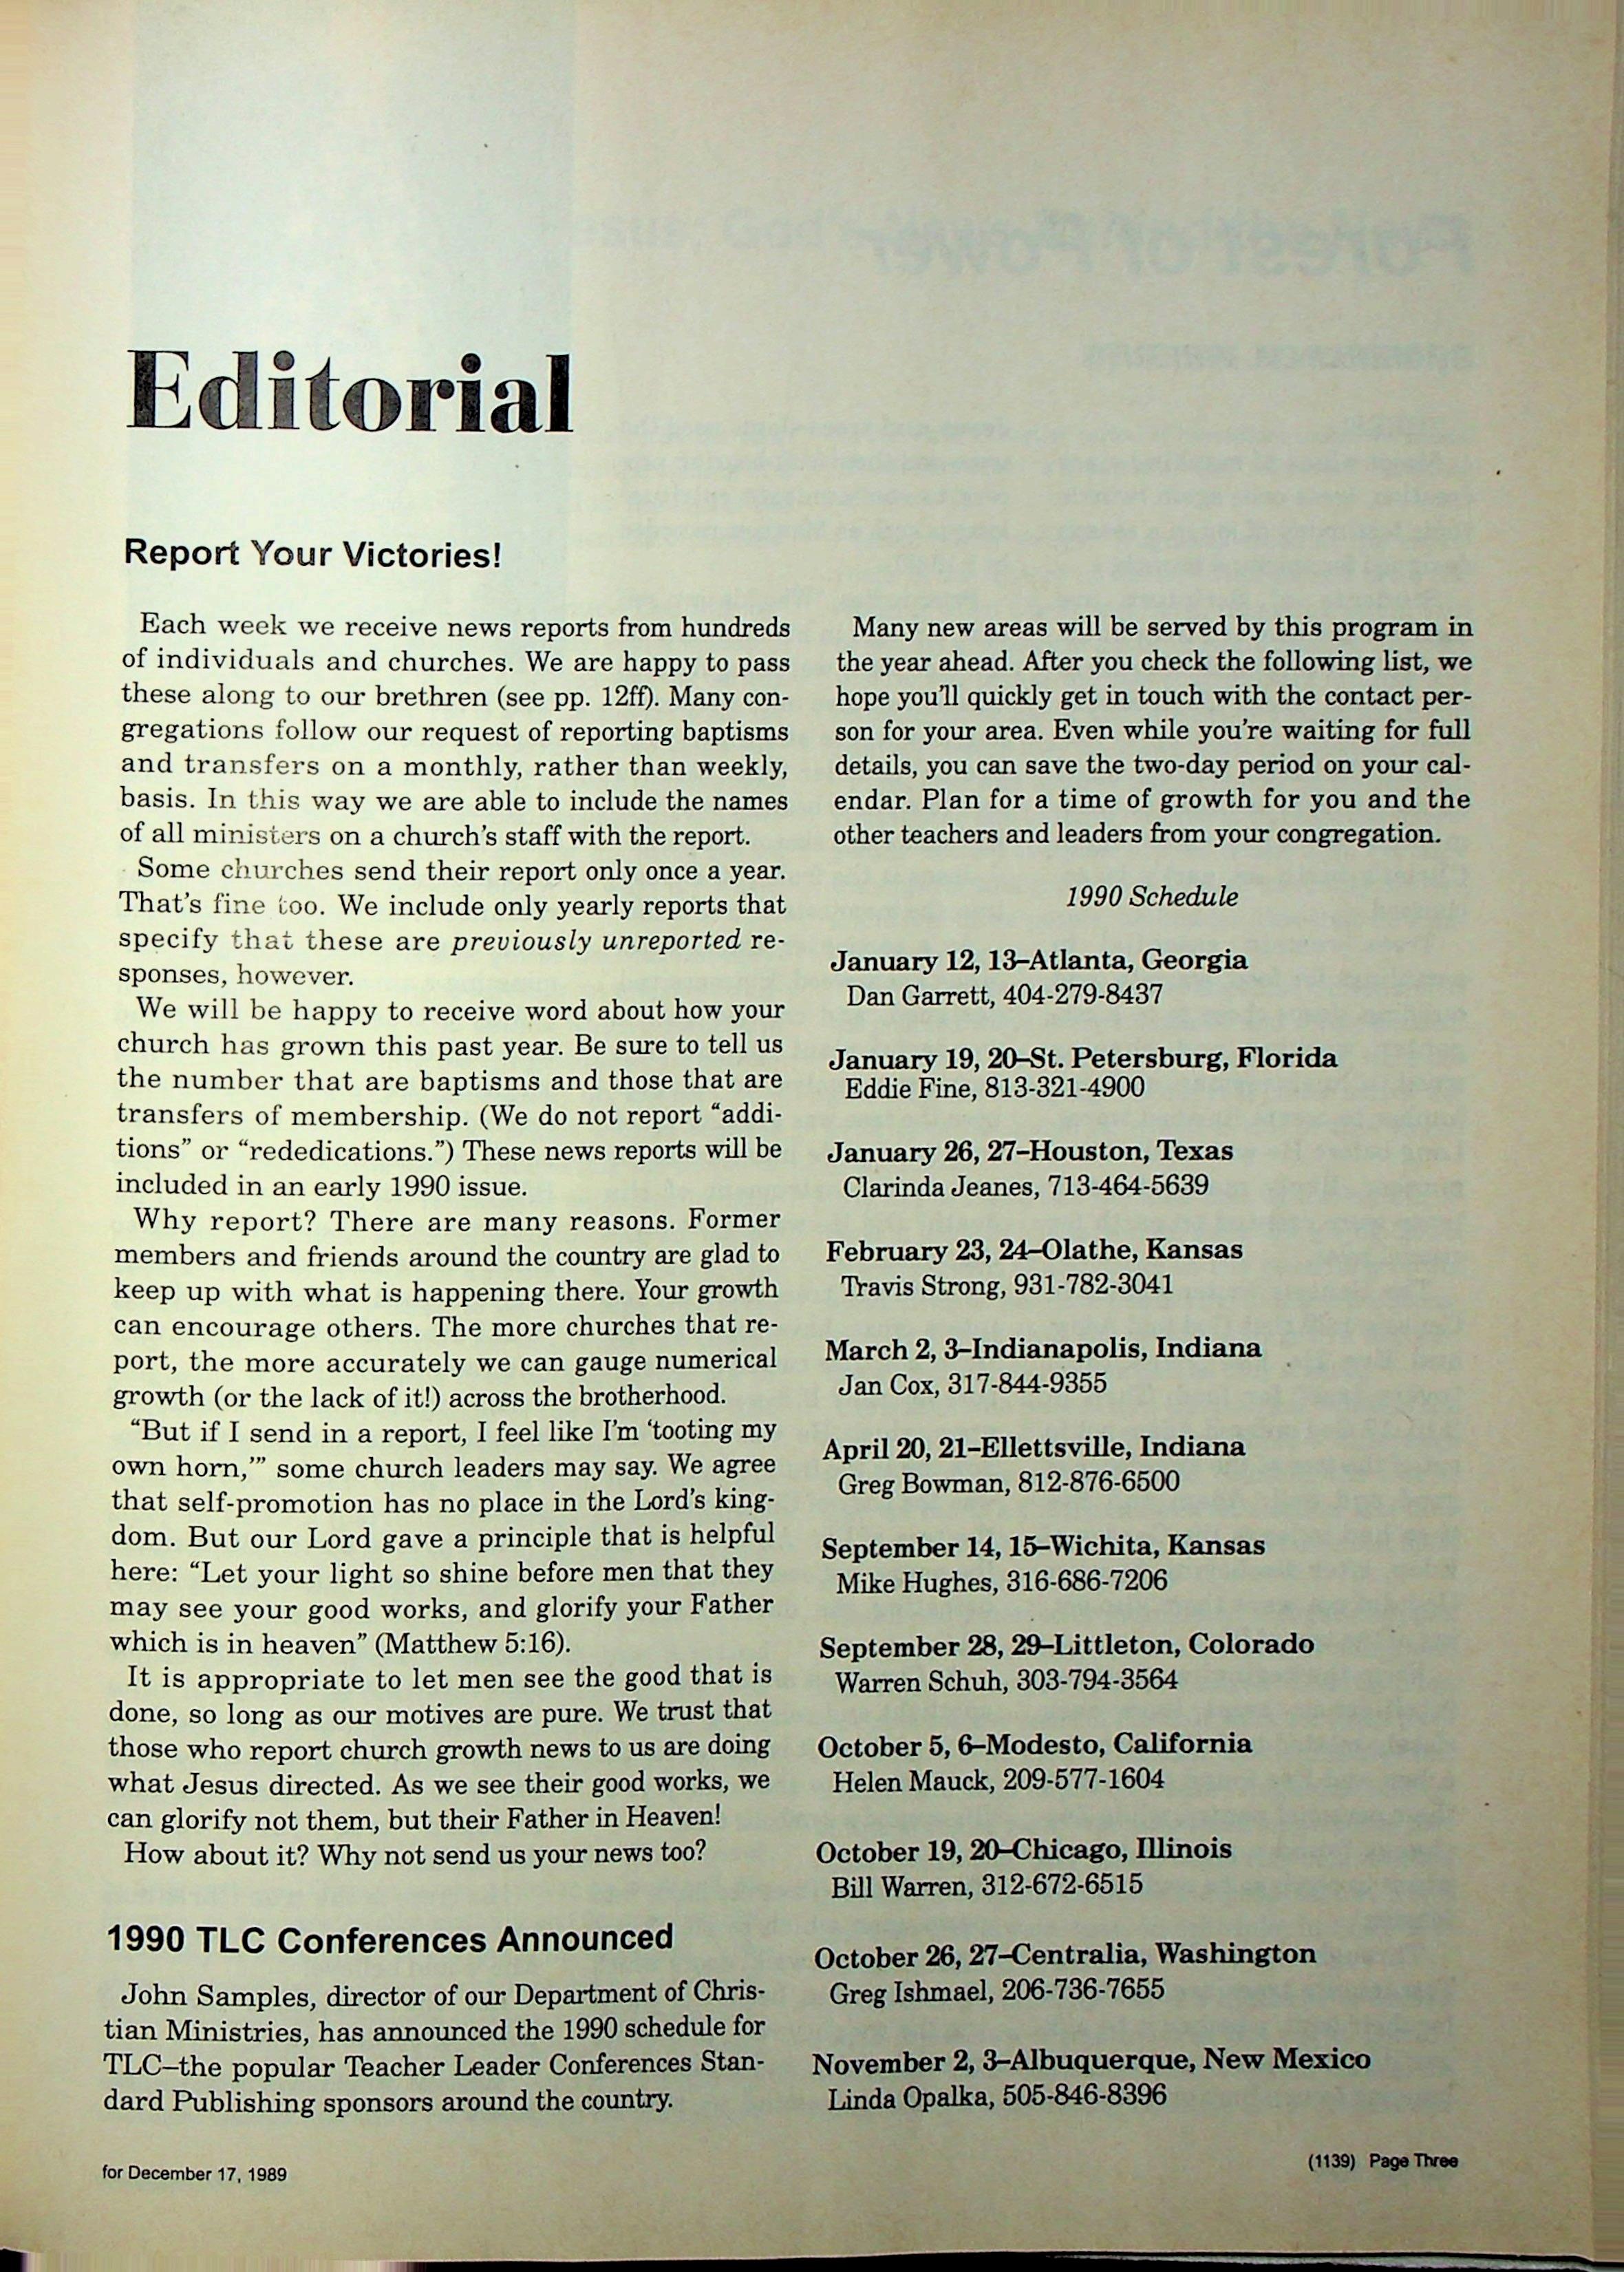 Editorial
Report Your Victories!
Each week we receive news reports from hundreds
of individuals and churches. We are happy to pass
these along to our brethren (see pp. 12ff). Many con-
gregations follow our request of reporting baptisms
and transfers on a monthly, rather than weekly,
basis. In this way we are able to include the names
of all ministers on a church's staff with the report.
Some churches send their report only once a year.
That's fine too. We include only yearly reports that
specify that these are previously unreported re-
sponses, however.
We will be happy to receive word about how your
church has grown this past year. Be sure to tell us
the number that are baptisms and those that are
transfers of membership. (We do not report "addi-
tions" or "rededications.") These news reports will be
included in an early 1990 issue.
Why report? There are many reasons. Former
members and friends around the country are glad to
keep up with what is happening there. Your growth
can encourage others. The more churches that re-
port, the more accurately we can gauge numerical
growth (or the lack of it!) across the brotherhood.
"But if I send in a report, I feel like I'm 'tooting my
own horn,'" some church leaders may say. We agree
that self-promotion has no place in the Lord's king-
dom. But our Lord gave a principle that is helpful
here: "Let your light so shine before men that they
may see your good works, and glorify your Father
which is in heaven" (Matthew 5:16).
It is appropriate to let men see the good that is
done, so long as our motives are pure. We trust that
those who report church growth news to us are doing
what Jesus directed. As we see their good works, we
can glorify not them, but their Father in Heaven!
How about it? Why not send us your news too?
1990 TLC Conferences Announced
John Samples, director of our Department of Chris-
tian Ministries, has announced the 1990 schedule for
TLC–the popular Teacher Leader Conferences Stan-
dard Publishing sponsors around the country.
Many new areas will be served by this program in
the year ahead. After you check the following list, we
hope you'll quickly get in touch with the contact per-
son for your area. Even while you're waiting for full
details, you can save the two-day period on your cal-
endar. Plan for a time of growth for you and the
other teachers and leaders from your congregation.
1990 Schedule
January 12, 13–Atlanta, Georgia
Dan Garrett, 404-279-8437
January 19, 20–St. Petersburg, Florida
Eddie Fine, 813-321-4900
January 26, 27–Houston, Texas
Clarinda Jeanes, 713-464-5639
February 23, 24–Olathe, Kansas
Travis Strong, 931-782-3041
March 2, 3–Indianapolis, Indiana
Jan Cox, 317-844-9355
April 20, 21–Ellettsville, Indiana
Greg Bowman, 812-876-6500
September 14, 15–Wichita, Kansas
Mike Hughes, 316-686-7206
September 28, 29–Littleton, Colorado
Warren Schuh, 303-794-3564
October 5, 6–Modesto, California
Helen Mauck, 209-577-1604
October 19, 20–Chicago, Illinois
Bill Warren, 312-672-6515
October 26, 27–Centralia, Washington
Greg Ishmael, 206-736-7655
November 2, 3–Albuquerque, New Mexico
Linda Opalka, 505-846-8396
for December 17, 1989
(1139) Page Three